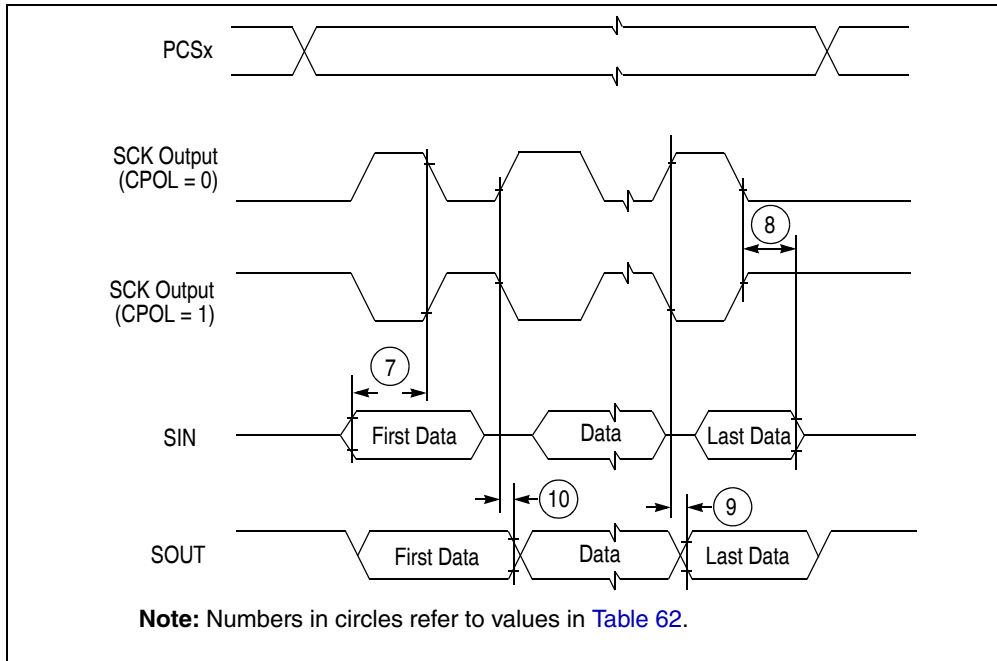 PCSx
SCK Output
(CPOL = 0)
8
SCK Output
(CPOL = 1)
7
SIN
First Data
Data
Last Data
10
9
SOUT
First Data
Data
Last Data
Note: Numbers in circles refer to values in Table 62.